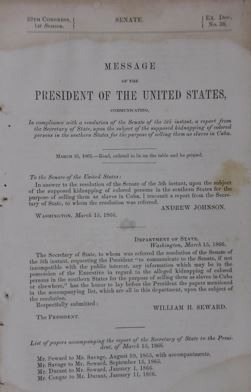 39TH CONGRESS,
1st Session.
SENATE.
EX. DOC.
No. 30.
MESSAGE
OF THE
PRESIDENT OF THE UNITED STATES,
COMMUNICATING,
In compliance with a resolution of the Senate of the 5th instant, a report from
the Secretary of State, upon the subject of the supposed kidnapping of colored
persons in the southern States for the purpose of selling them as slaves in Cuba.
MARCH 15, 1866.—Read, ordered to lie on the table and be printed.
To the Senate of the United States:
In answer to the resolution of the Senate of the 5th instant, upon the subject
of the supposed kidnapping of colored persons in the southern States for the
purpose of selling them as slaves in Cuba, I transmit a report from the Secre-
tary of State, to whom the resolution was referred.
ANDREW JOHNSON.
WASHINGTON, March 15, 1866.
DEPARTMENT OF STATE,
Washington, March 15, 1866.
The Secretary of State, to whom was referred the resolution of the Senate of
the 5th instant, requesting the President "to communicate to the Senate, if not
incompatible with the public interest, any information which may be in the
possession of the Executive in regard to the alleged kidnapping of colored
persons in the southern States for the purpose of selling them as slaves in Cuba
or elsewhere," has the honor to lay before the President the papers mentioned
in the accompanying list, which are all in this department, upon the subject of
the resolution.
Respectfully submitted:
WILLIAM H. SEWARD.
The PRESIDENT.
List of papers accompanying the report of the Secretary of State to the Presi-
dent, of March 15, 1866.
Mr. Seward to Mr. Savage, August 19, 1865, with accompaniments.
Mr. Savage to Mr. Seward, September 15, 1865.
Mr. Durant to Mr. Seward, January 1, 1866.
Mr. Conger to Mr. Durant, January 11, 1866.